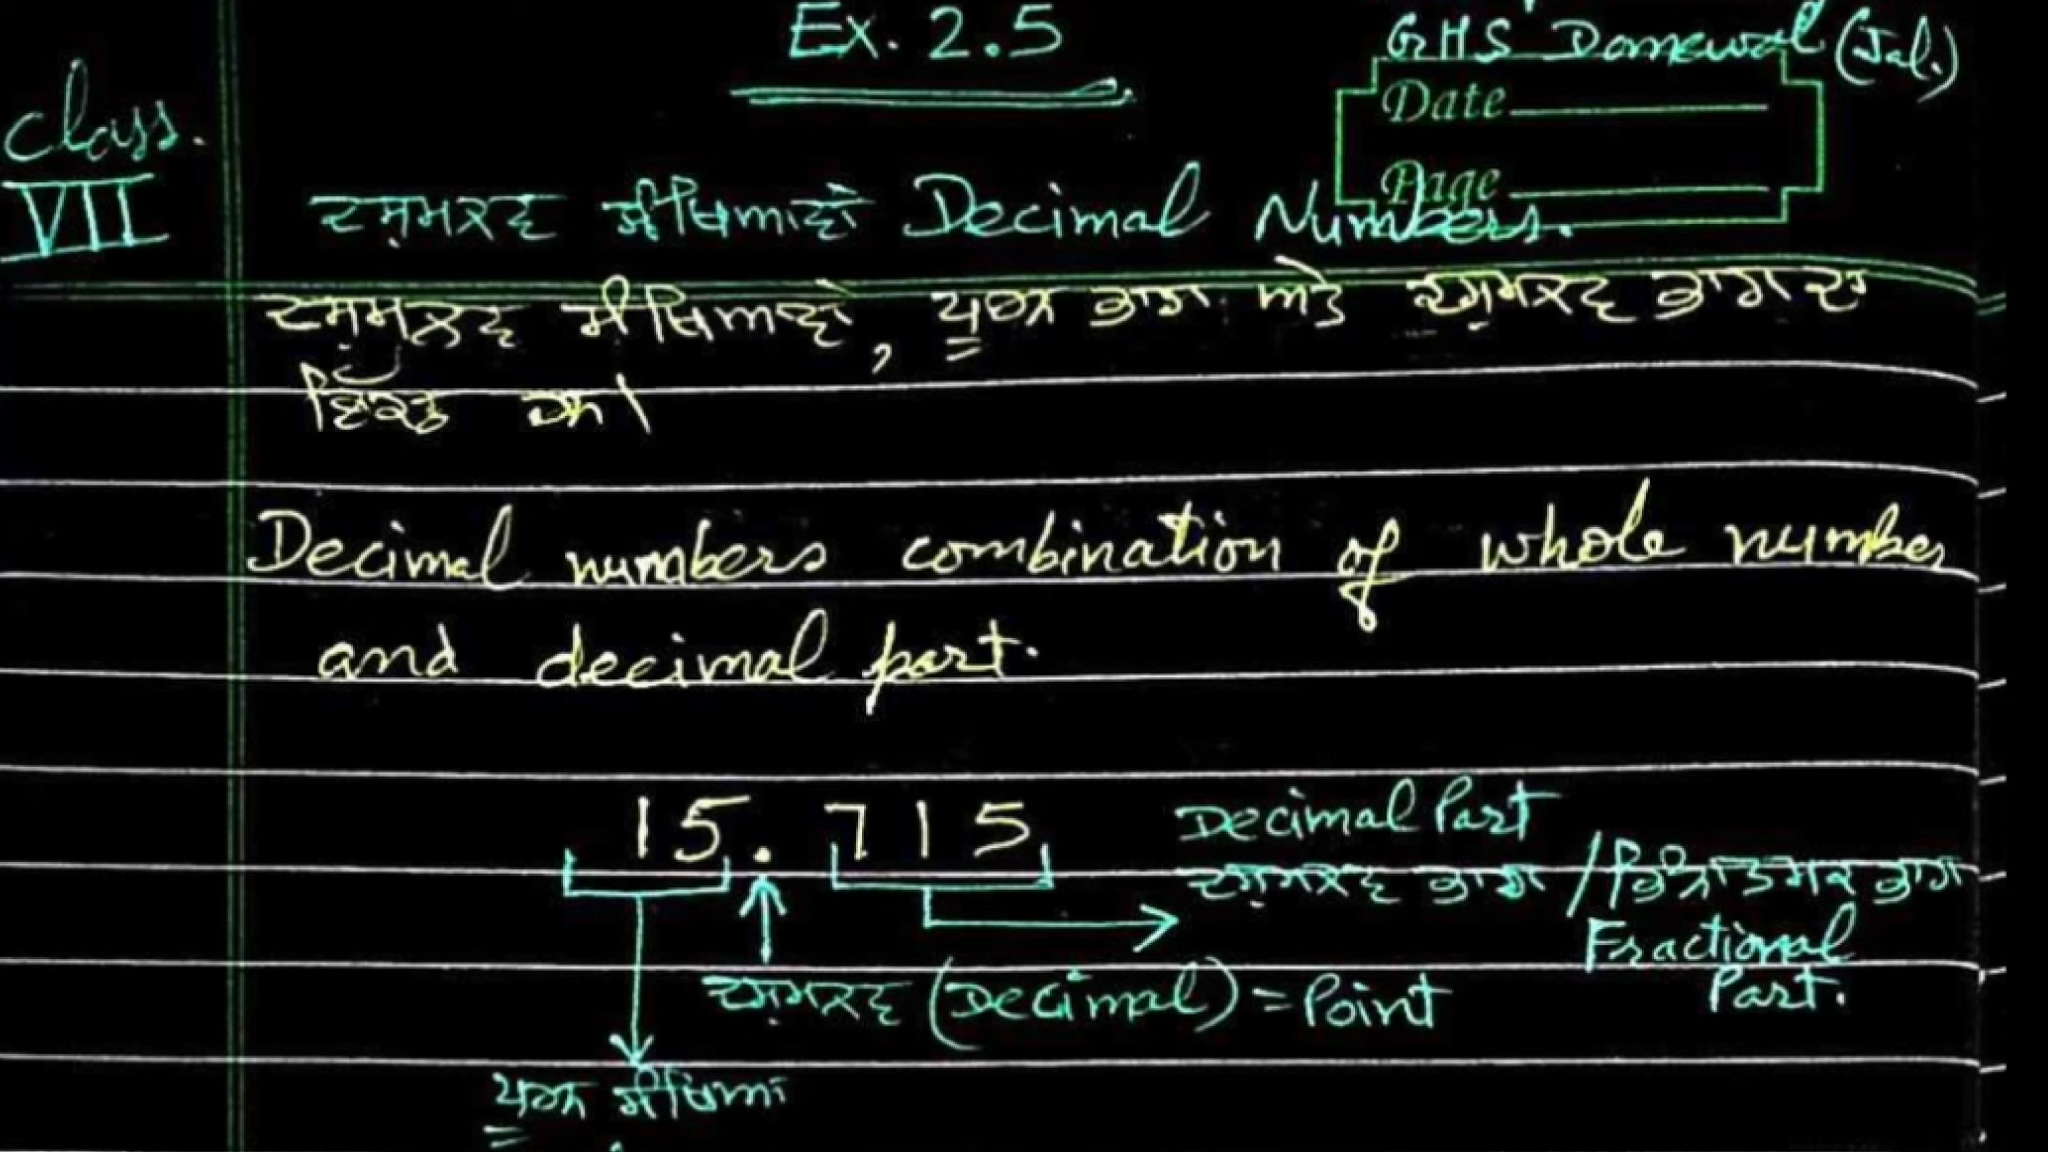 Ex. 2.5
GHS Domewal (Jal.)
Date
Page
Class.
VII
ਦਸ਼ਮਲਵ ਸੰਖਿਆਵਾਂ Decimal Numbers.
ਦਸ਼ਮਲਵ ਸੰਖਿਆਵਾਂ, ਪੂਰਨ ਭਾਗ ਅਤੇ ਦਸ਼ਮਲਵ ਭਾਗ ਦਾ
ਹਨ।
Decimal numbers combination of whole number
and decimal part.
15.715
Decimal Part
ਦਸ਼ਮਲਵ ਭਾਗ / ਭਿੰਨਾਤਮਕ ਭਾਗ
Fractional
Part.
ਦਸ਼ਮਲਵ (Decimal) = Point
ਪੂਰਨ ਸੰਖਿਆ